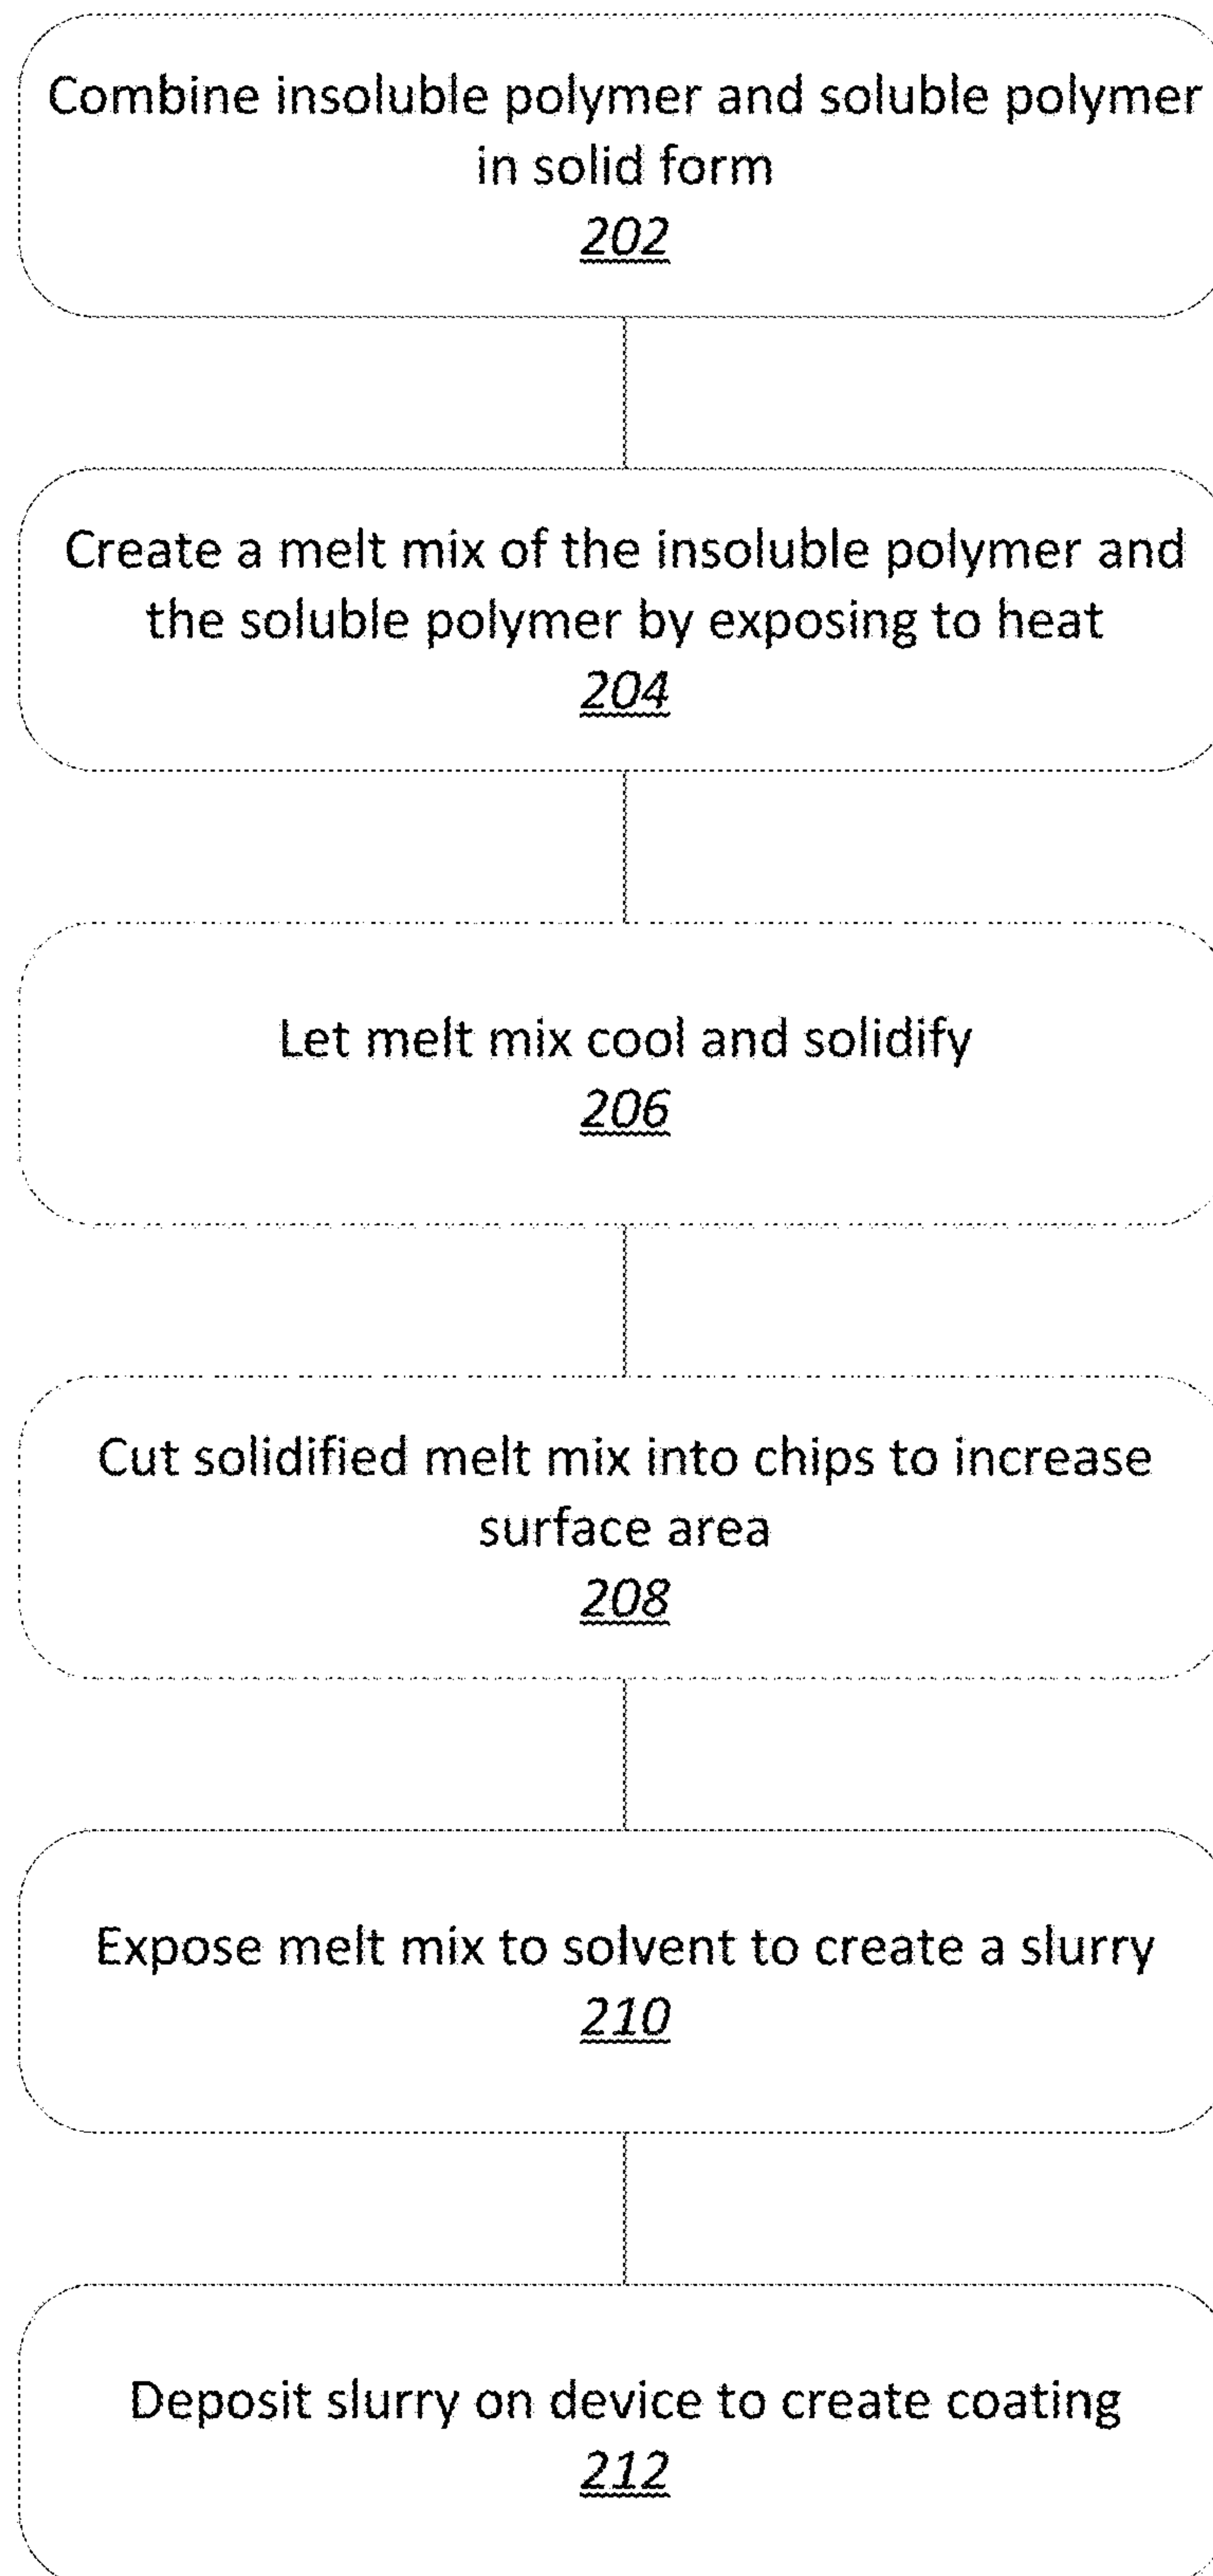 Combine insoluble polymer and soluble polymer
in solid form
202
Create a melt mix of the insoluble polymer and
the soluble polymer by exposing to heat
204
Let melt mix cool and solidify
206
Cut solidified melt mix into chips to increase
surface area
208
Expose melt mix to solvent to create a slurry
210
Deposit slurry on device to create coating
212